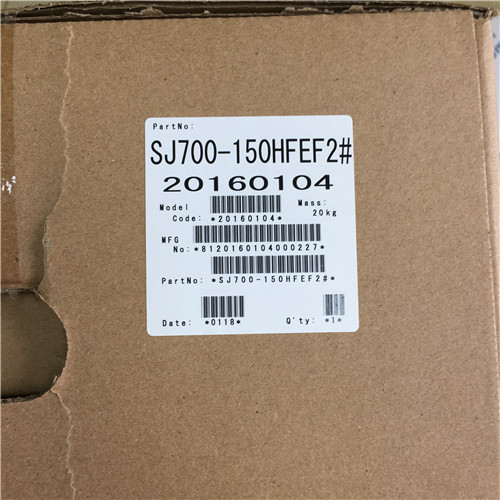 PartNo:
SJ700-150HFEF2#
20160104
Model Mass:
Code: *20160104* 20kg
MFG
No: *8120160104000227*
PartNo: *SJ700-150HFEF2#*
Date: *0118* Q'ty: *1*